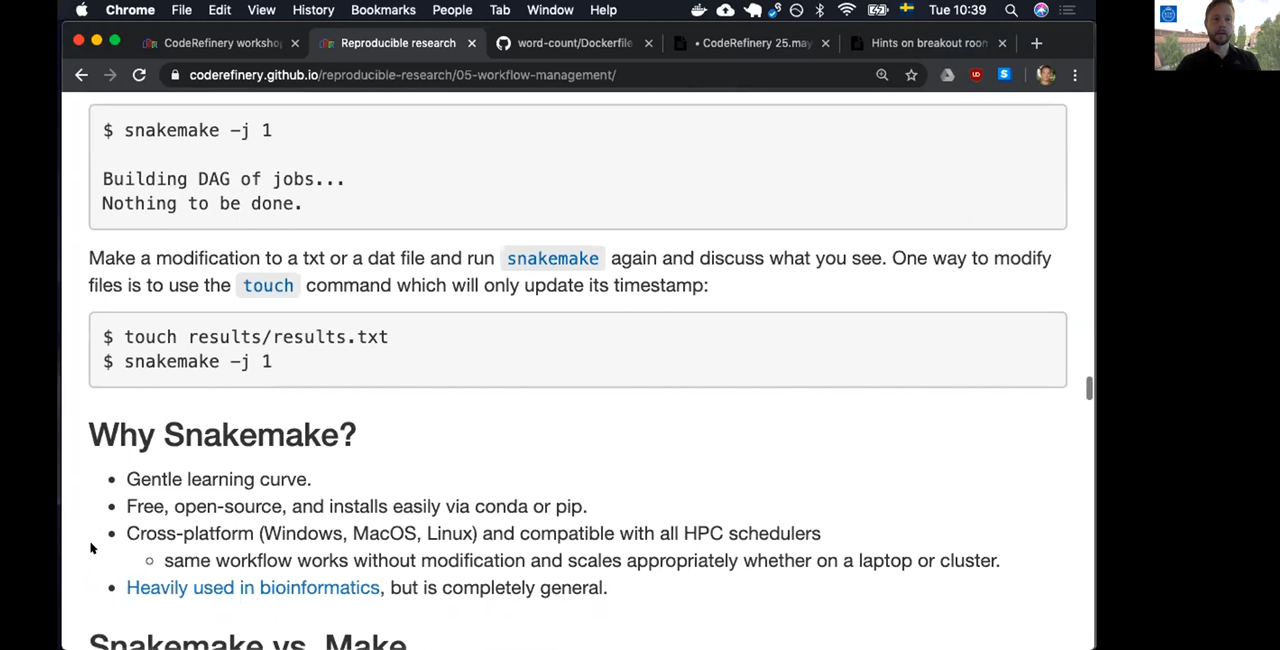 Chrome File Edit View History Bookmarks People Tab Window Help Tue 10:39
CodeRefinery worksho Reproducible research word-count/Dockerfile • CodeRefinery 25.may Hints on breakout roon
coderefinery.github.io/reproducible-research/05-workflow-management/
$ snakemake -j 1
Building DAG of jobs...
Nothing to be done.
Make a modification to a txt or a dat file and run snakemake again and discuss what you see. One way to modify
files is to use the touch command which will only update its timestamp:
$ touch results/results.txt
$ snakemake -j 1
Why Snakemake?
• Gentle learning curve.
• Free, open-source, and installs easily via conda or pip.
• Cross-platform (Windows, MacOS, Linux) and compatible with all HPC schedulers
◦ same workflow works without modification and scales appropriately whether on a laptop or cluster.
• Heavily used in bioinformatics, but is completely general.
Snakemake vs. Make